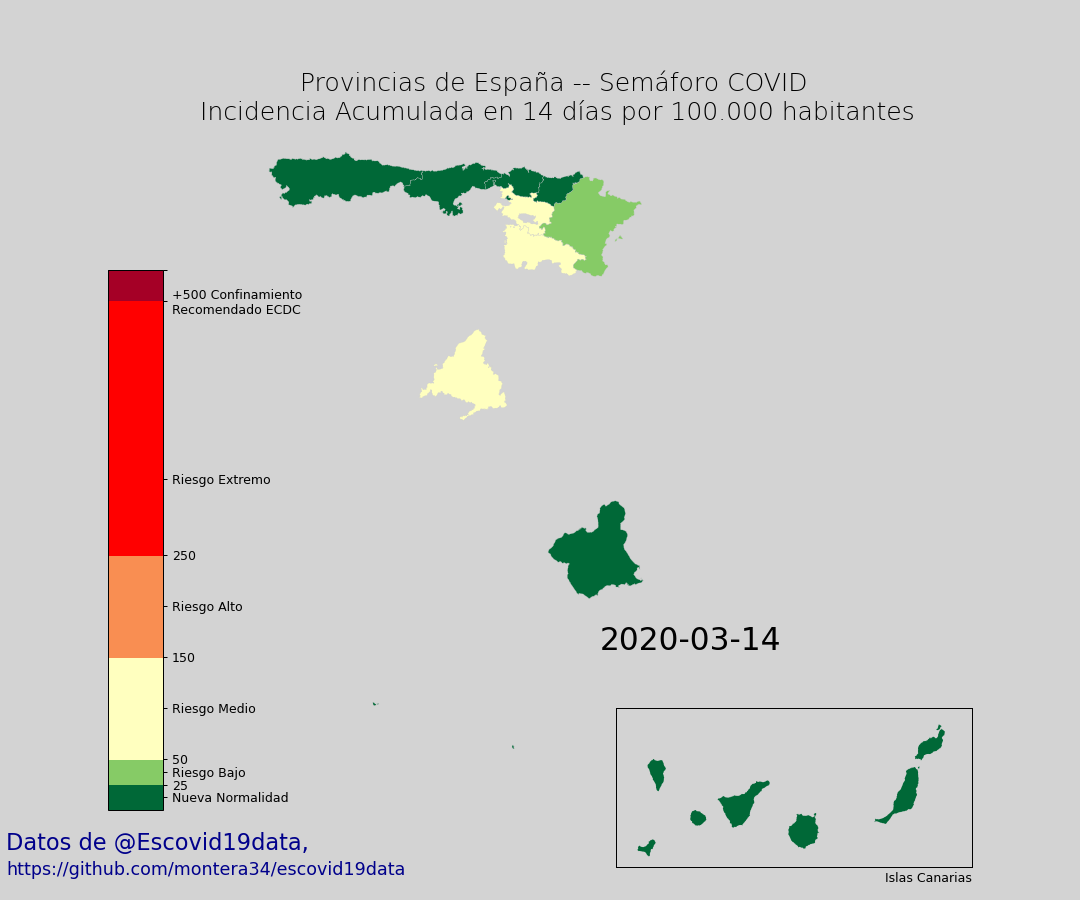 Provincias de España -- Semáforo COVID
Incidencia Acumulada en 14 días por 100.000 habitantes
+500 Confinamiento
Recomendado ECDC
Riesgo Extremo
250
Riesgo Alto
150
Riesgo Medio
50
Riesgo Bajo
25
Nueva Normalidad
2020-03-14
Islas Canarias
Datos de @Escovid19data,
https://github.com/montera34/escovid19data